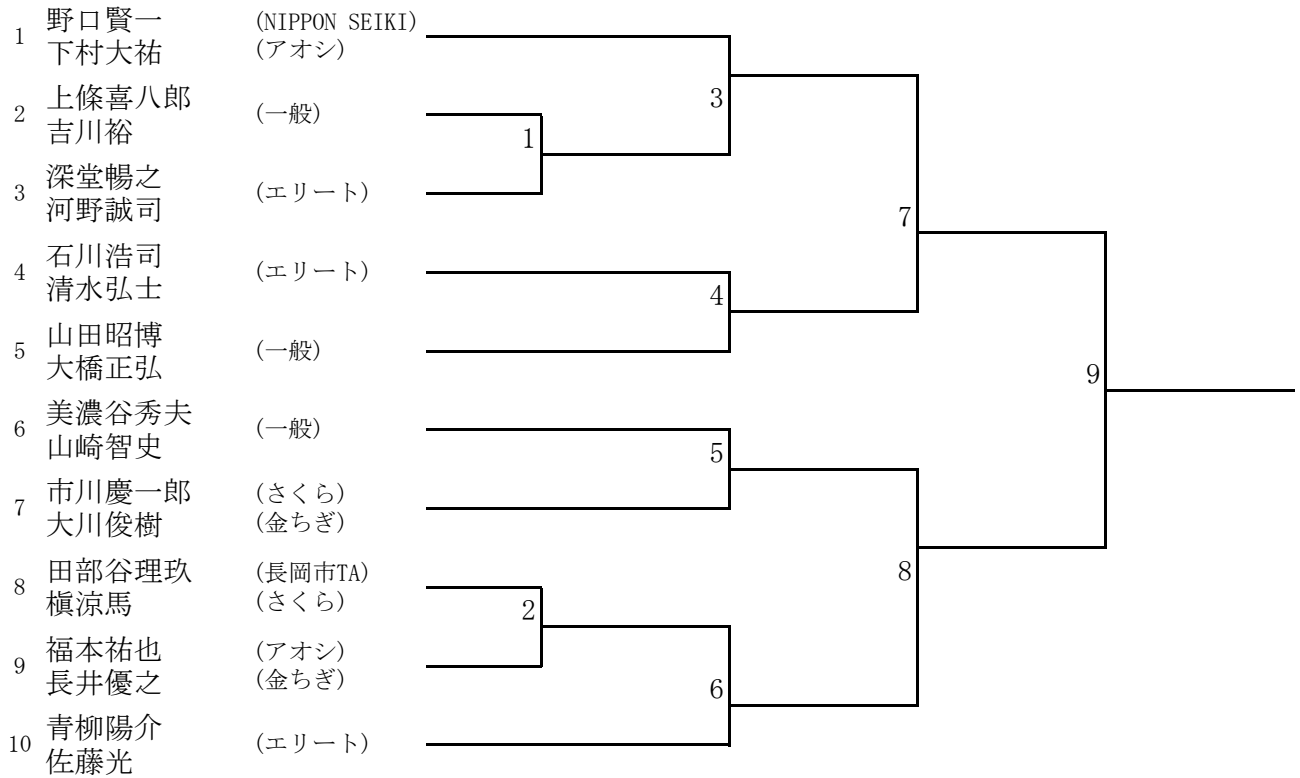 1 野口賢一 (NIPPON SEIKI)
下村大祐 (アオシ)
3
2 上條喜八郎 (一般)
吉川裕
1
3 深堂暢之 (エリート)
河野誠司
7
4 石川浩司 (エリート)
清水弘士
4
5 山田昭博 (一般)
大橋正弘
9
6 美濃谷秀夫 (一般)
山崎智史
5
7 市川慶一郎 (さくら)
大川俊樹 (金ちぎ)
8 田部谷理玖 (長岡市TA)
槇涼馬 (さくら)
8
2
9 福本祐也 (アオシ)
長井優之 (金ちぎ)
6
10 青柳陽介 (エリート)
佐藤光